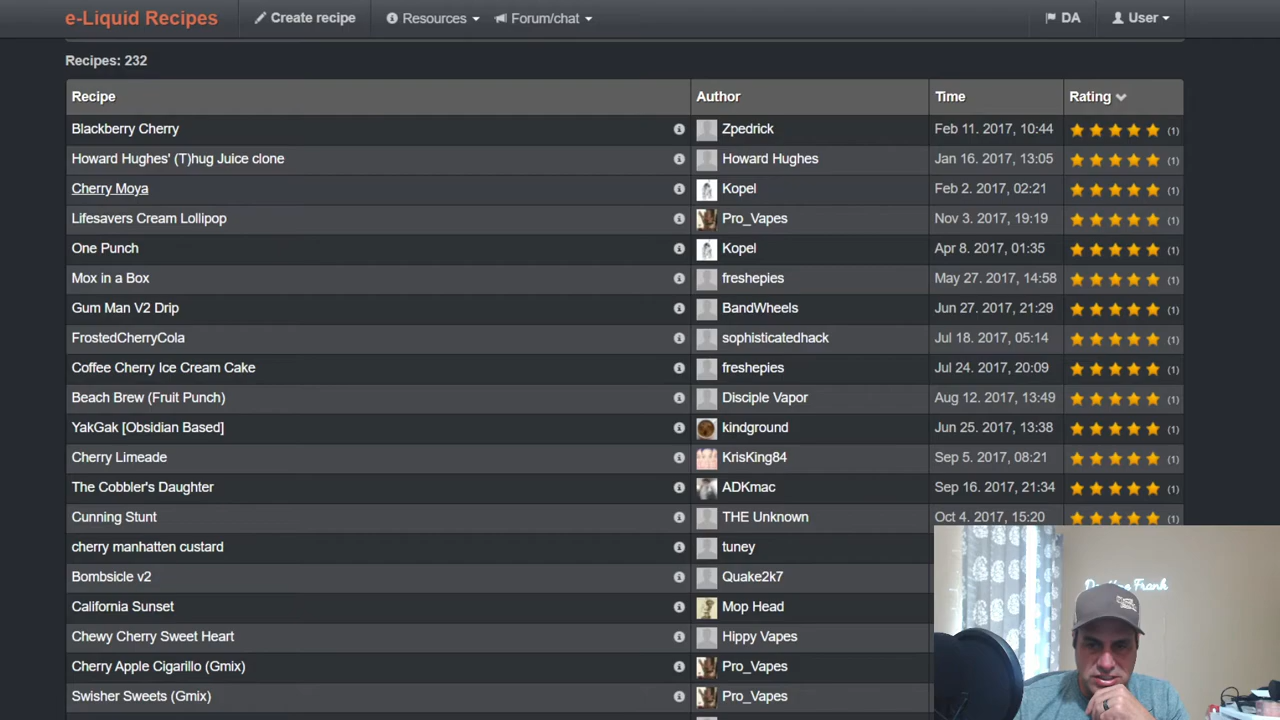 e-Liquid Recipes Create recipe Resources Forum/chat DA User
Recipes: 232
Recipe Author Time Rating
Blackberry Cherry Zpedrick Feb 11. 2017, 10:44 (1)
Howard Hughes' (T)hug Juice clone Howard Hughes Jan 16. 2017, 13:05 (1)
Cherry Moya Kopel Feb 2. 2017, 02:21 (1)
Lifesavers Cream Lollipop Pro_Vapes Nov 3. 2017, 19:19 (1)
One Punch Kopel Apr 8. 2017, 01:35 (1)
Mox in a Box freshepies May 27. 2017, 14:58 (1)
Gum Man V2 Drip BandWheels Jun 27. 2017, 21:29 (1)
FrostedCherryCola sophisticatedhack Jul 18. 2017, 05:14 (1)
Coffee Cherry Ice Cream Cake freshepies Jul 24. 2017, 20:09 (1)
Beach Brew (Fruit Punch) Disciple Vapor Aug 12. 2017, 13:49 (1)
YakGak [Obsidian Based] kindground Jun 25. 2017, 13:38 (1)
Cherry Limeade KrisKing84 Sep 5. 2017, 08:21 (1)
The Cobbler's Daughter ADKmac Sep 16. 2017, 21:34 (1)
Cunning Stunt THE Unknown Oct 4. 2017, 15:20 (1)
cherry manhatten custard tuney
Bombsicle v2 Quake2k7
California Sunset Mop Head
Chewy Cherry Sweet Heart Hippy Vapes
Cherry Apple Cigarillo (Gmix) Pro_Vapes
Swisher Sweets (Gmix) Pro_Vapes
Frank